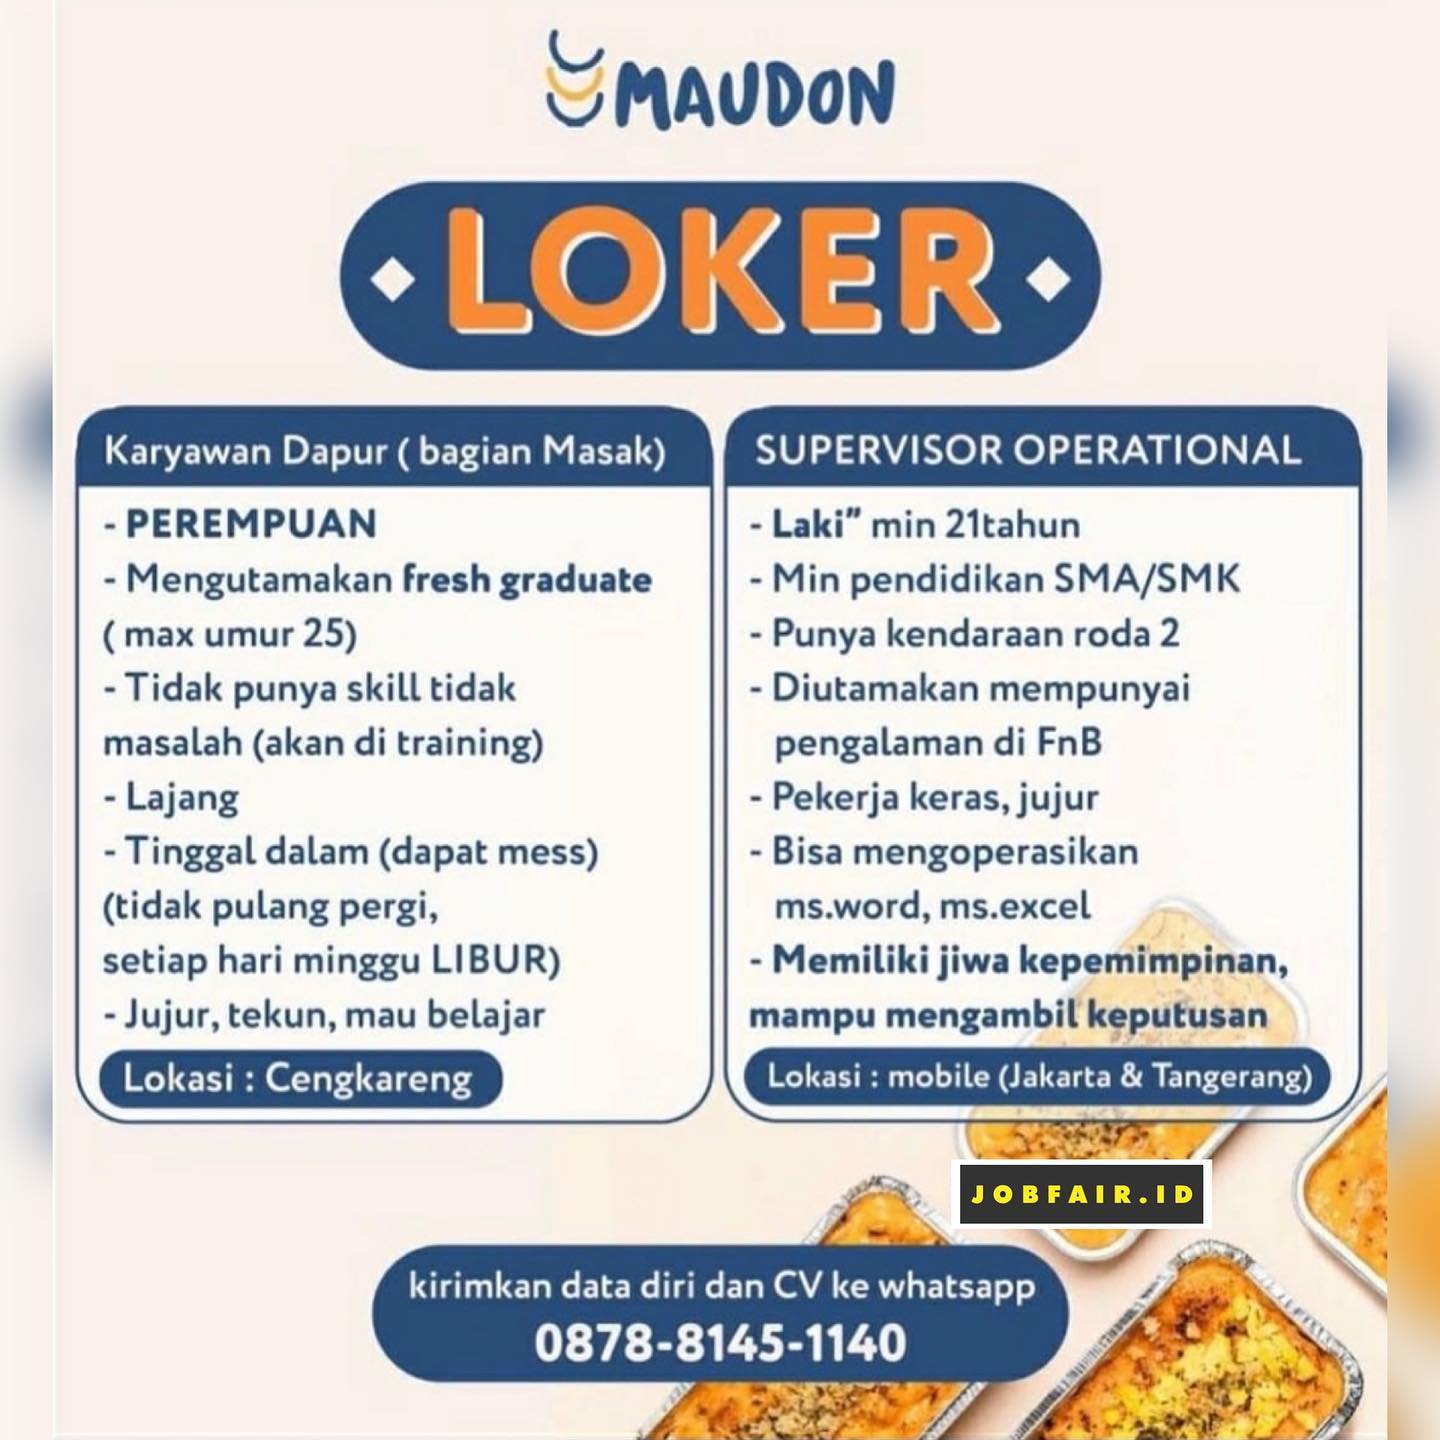 MAUDON
LOKER
Karyawan Dapur ( bagian Masak)
- PEREMPUAN
- Mengutamakan fresh graduate
( max umur 25)
- Tidak punya skill tidak
masalah (akan di training)
- Lajang
- Tinggal dalam (dapat mess)
(tidak pulang pergi,
setiap hari minggu LIBUR)
- Jujur, tekun, mau belajar
Lokasi : Cengkareng
SUPERVISOR OPERATIONAL
- Laki” min 21tahun
- Min pendidikan SMA/SMK
- Punya kendaraan roda 2
- Diutamakan mempunyai
pengalaman di FnB
- Pekerja keras, jujur
- Bisa mengoperasikan
ms.word, ms.excel
- Memiliki jiwa kepemimpinan,
mampu mengambil keputusan
Lokasi : mobile (Jakarta & Tangerang)
JOBFAIR.ID
kirimkan data diri dan CV ke whatsapp
0878-8145-1140